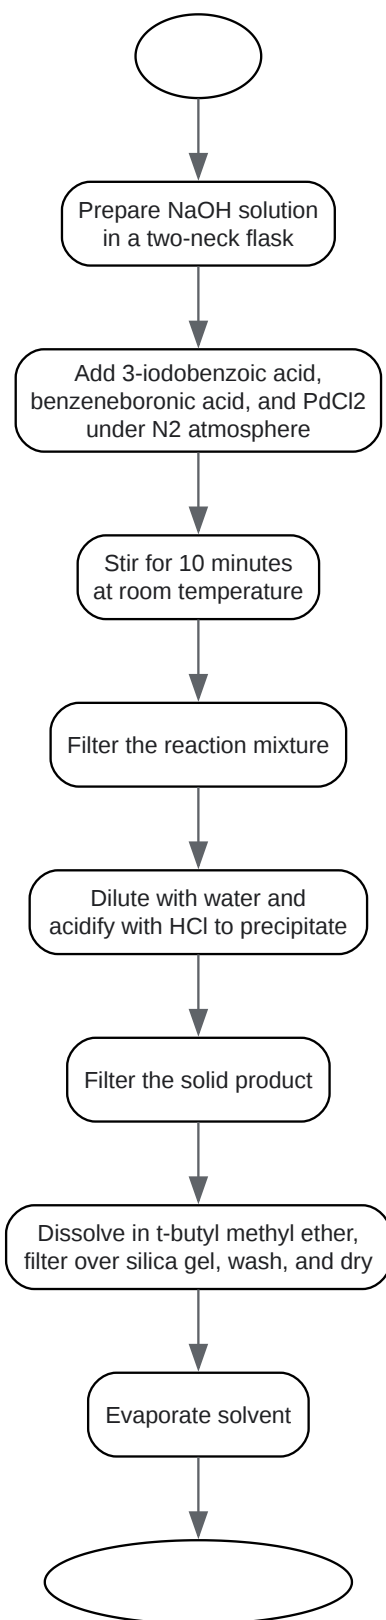 Prepare NaOH solution
in a two-neck flask
Add 3-iodobenzoic acid,
benzeneboronic acid, and PdCl2
under N2 atmosphere
Stir for 10 minutes
at room temperature
Filter the reaction mixture
Dilute with water and
acidify with HCl to precipitate
Filter the solid product
Dissolve in t-butyl methyl ether,
filter over silica gel, wash, and dry
Evaporate solvent